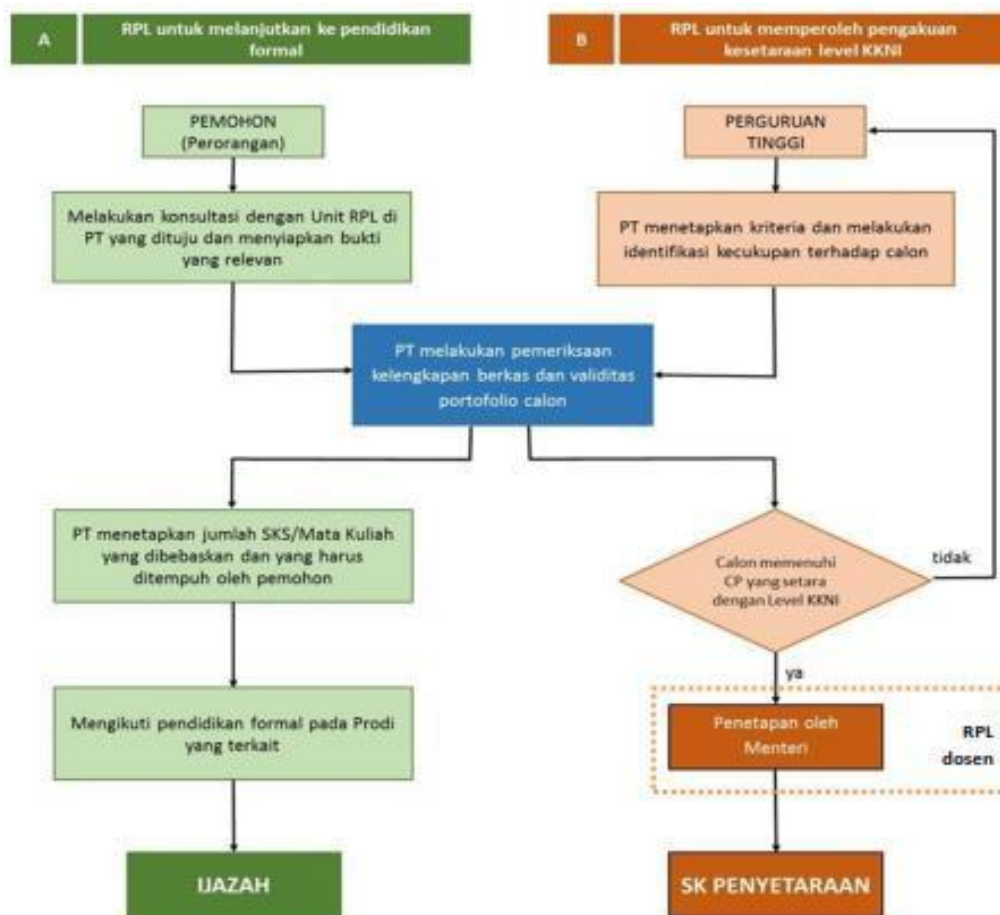 A
RPL untuk melanjutkan ke pendidikan
formal
B
RPL untuk memperoleh pengakuan
kesetaraan level KKNI
PEMOHON
(Perorangan)
PERGURUAN
TINGGI
Melakukan konsultasi dengan Unit RPL di
PT yang dituju dan menyiapkan bukti
yang relevan
PT menetapkan kriteria dan melakukan
identifikasi kecukupan terhadap calon
PT melakukan pemeriksaan
kelengkapan berkas dan validitas
portofolio calon
PT menetapkan jumlah SKS/Mata Kuliah
yang dibebaskan dan yang harus
ditempuh oleh pemohon
Calon memenuhi
CP yang setara
dengan Level KKNI
tidak
ya
Mengikuti pendidikan formal pada Prodi
yang terkait
Penetapan oleh
Menteri
RPL
dosen
IJAZAH
SK PENYETARAAN